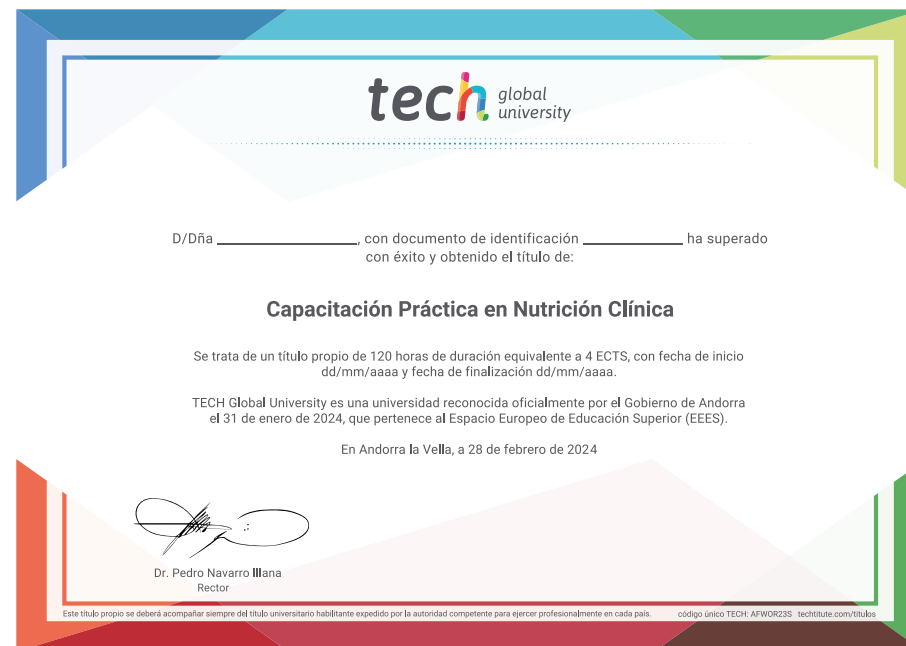 tech global university
D/Dña ____________________, con documento de identificación ______________ ha superado
con éxito y obtenido el título de:
Capacitación Práctica en Nutrición Clínica
Se trata de un título propio de 120 horas de duración equivalente a 4 ECTS, con fecha de inicio
dd/mm/aaaa y fecha de finalización dd/mm/aaaa.
TECH Global University es una universidad reconocida oficialmente por el Gobierno de Andorra
el 31 de enero de 2024, que pertenece al Espacio Europeo de Educación Superior (EEES).
En Andorra la Vella, a 28 de febrero de 2024
Dr. Pedro Navarro Illana
Rector
Este título propio se deberá acompañar siempre del título universitario habilitante expedido por la autoridad competente para ejercer profesionalmente en cada país. código único TECH: AFWOR23S techtitute.com/titulos